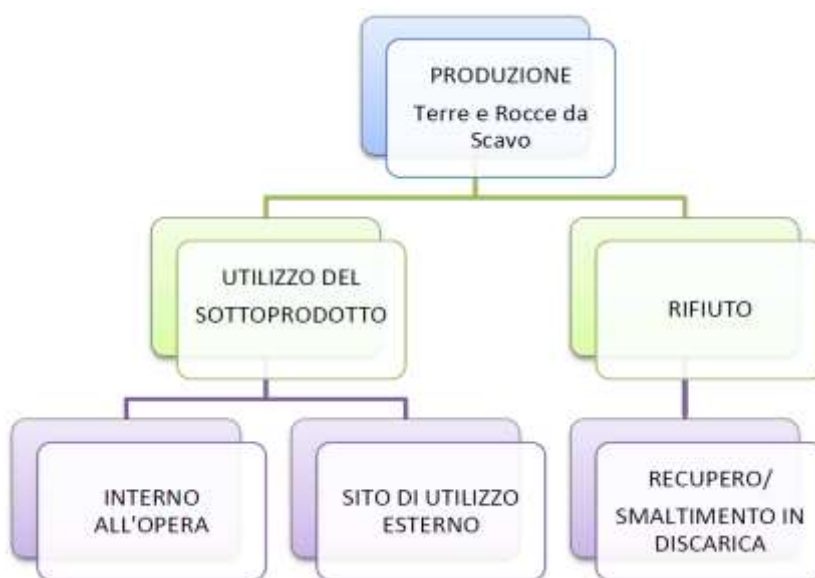 PRODUZIONE
Terre e Rocce da
Scavo
UTILIZZO DEL
SOTTOPRODOTTO
RIFIUTO
INTERNO
ALL'OPERA
SITO DI UTILIZZO
ESTERNO
RECUPERO/
SMALTIMENTO IN
DISCARICA